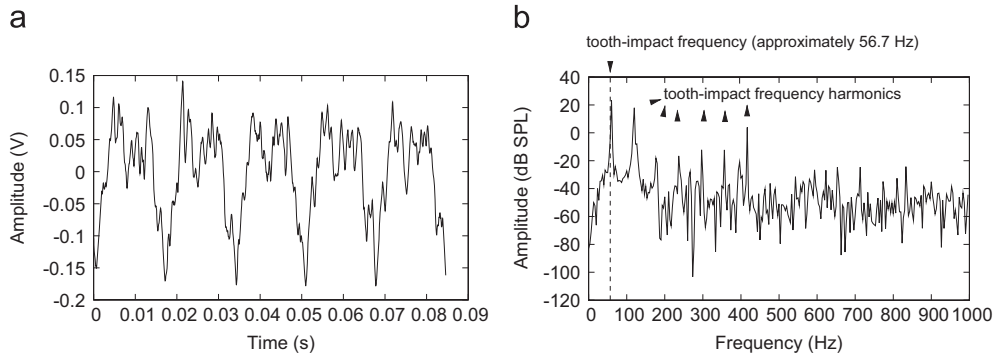 a
Amplitude (V)
0.15
0.1
0.05
0
-0.05
-0.1
-0.15
-0.2
0 0.01 0.02 0.03 0.04 0.05 0.06 0.07 0.08 0.09
Time (s)
b
tooth-impact frequency (approximately 56.7 Hz)
tooth-impact frequency harmonics
Amplitude (dB SPL)
40
20
0
-20
-40
-60
-80
-100
-120
0 100 200 300 400 500 600 700 800 900 1000
Frequency (Hz)